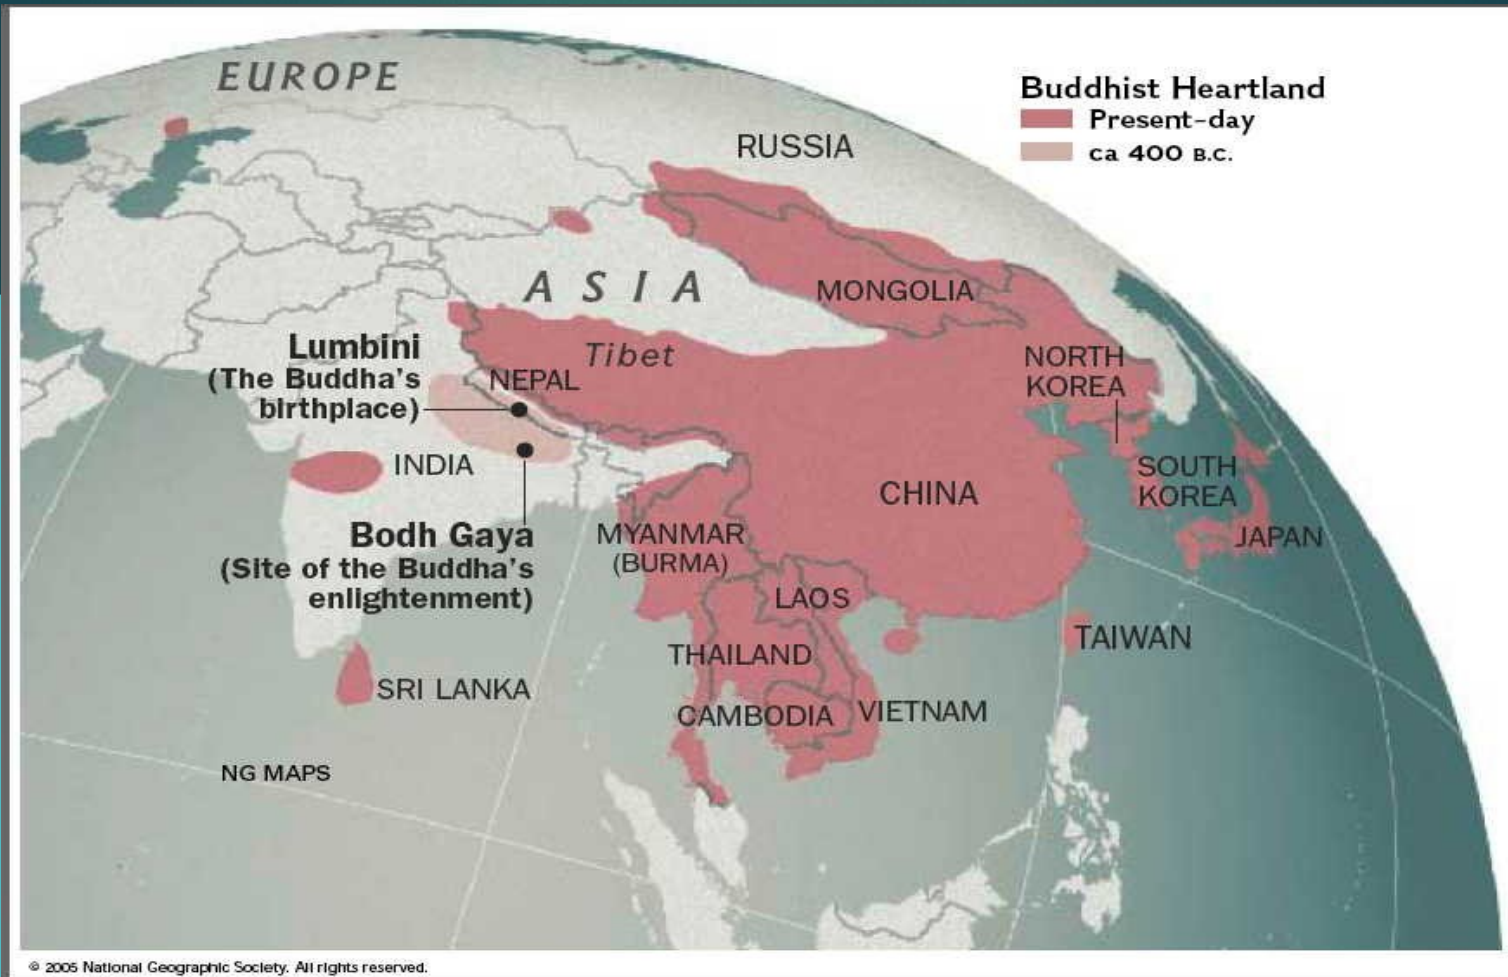 EUROPE
Buddhist Heartland
Present-day
ca 400 B.C.
RUSSIA
ASIA
MONGOLIA
Lumbini
(The Buddha's
birthplace)
Tibet
NEPAL
NORTH
KOREA
INDIA
SOUTH
KOREA
CHINA
JAPAN
Bodh Gaya
(Site of the Buddha's
enlightenment)
MYANMAR
(BURMA)
LAOS
TAIWAN
THAILAND
SRI LANKA
CAMBODIA
VIETNAM
NG MAPS
© 2005 National Geographic Society. All rights reserved.